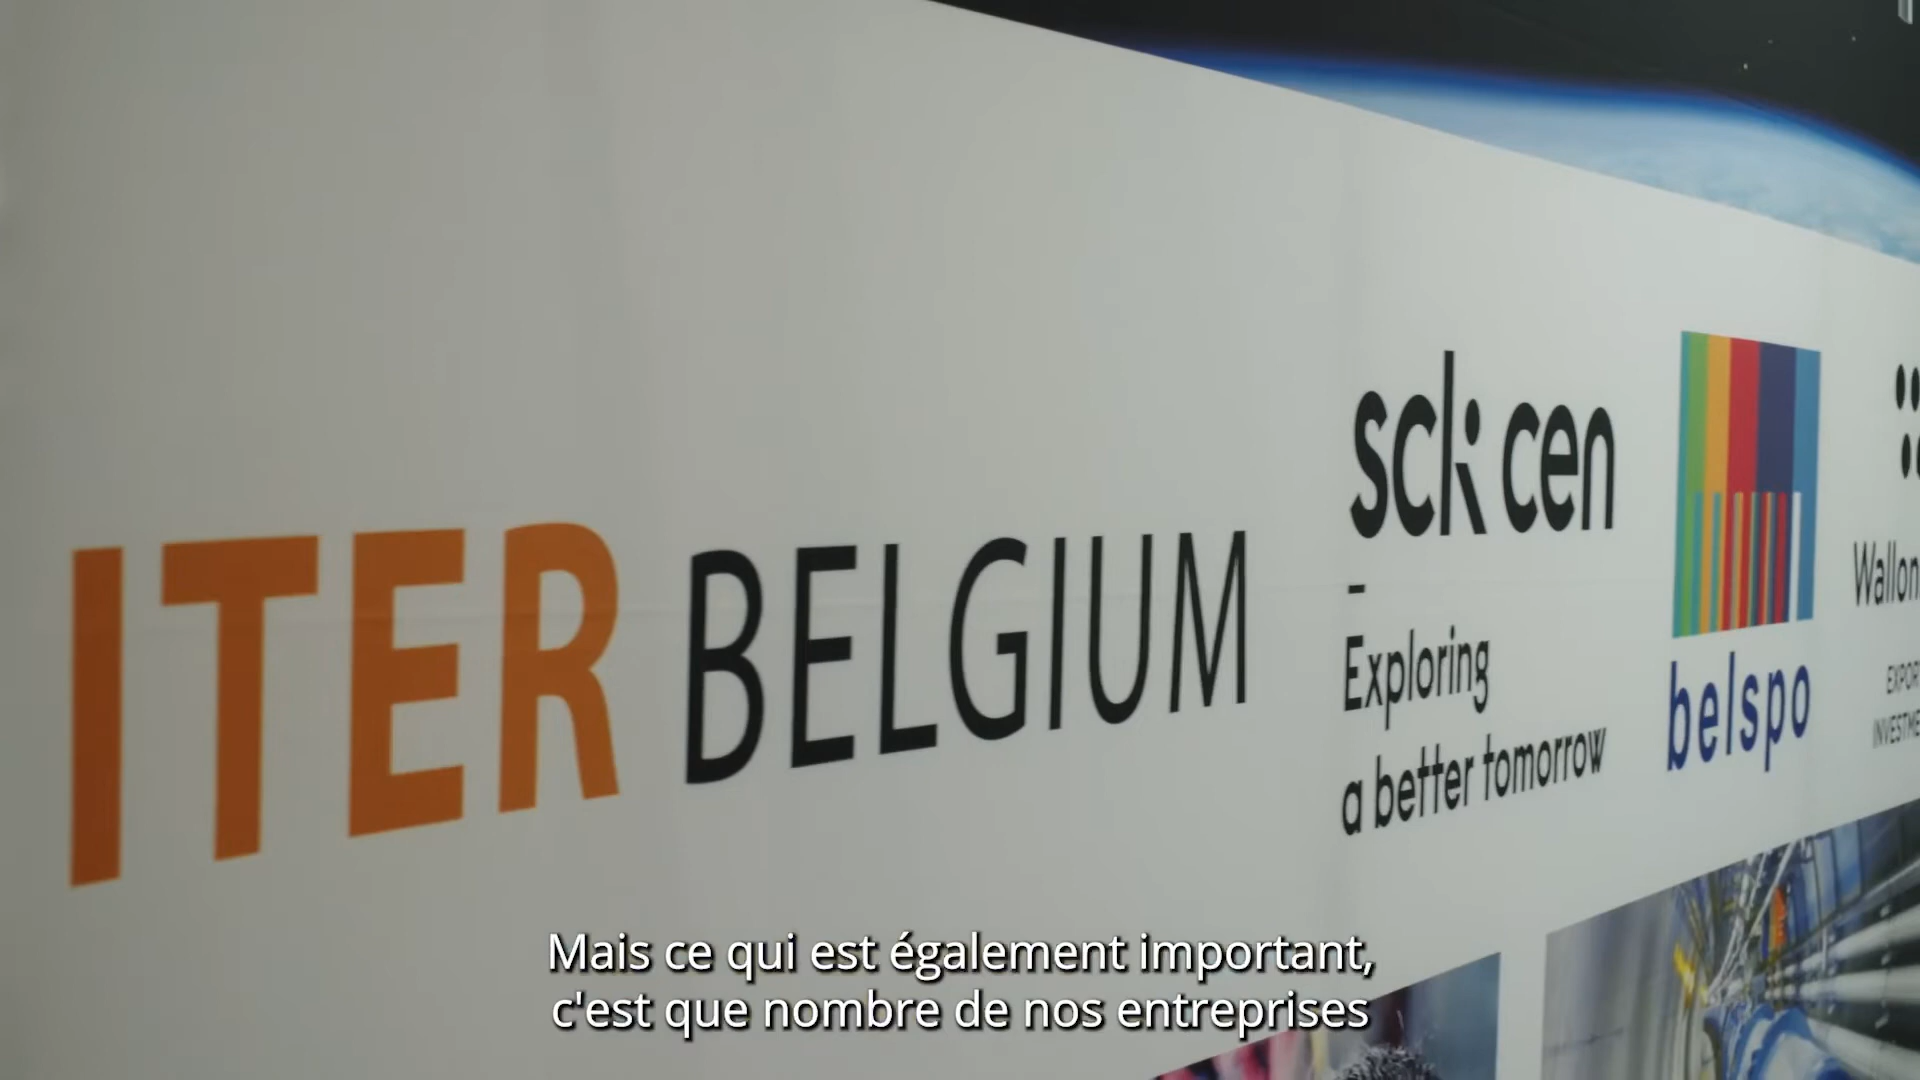 ITER BELGIUM
sck cen
-
Exploring
a better tomorrow
belspo
Mais ce qui est également important,
c'est que nombre de nos entreprises